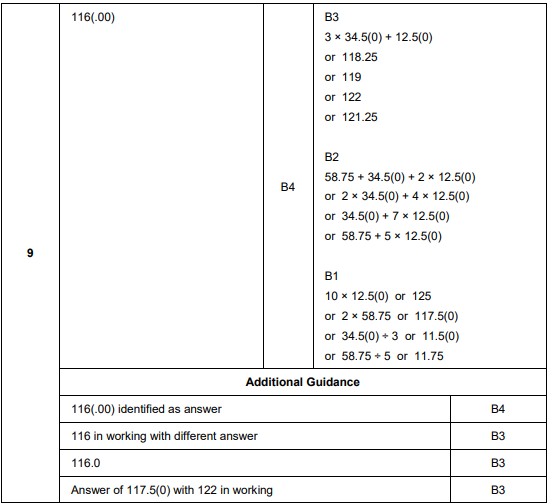 9
116(.00)
B4
B3
3 × 34.5(0) + 12.5(0)
or 118.25
or 119
or 122
or 121.25
B2
58.75 + 34.5(0) + 2 × 12.5(0)
or 2 × 34.5(0) + 4 × 12.5(0)
or 34.5(0) + 7 × 12.5(0)
or 58.75 + 5 × 12.5(0)
B1
10 × 12.5(0) or 125
or 2 × 58.75 or 117.5(0)
or 34.5(0) ÷ 3 or 11.5(0)
or 58.75 ÷ 5 or 11.75
Additional Guidance
116(.00) identified as answer B4
116 in working with different answer B3
116.0 B3
Answer of 117.5(0) with 122 in working B3